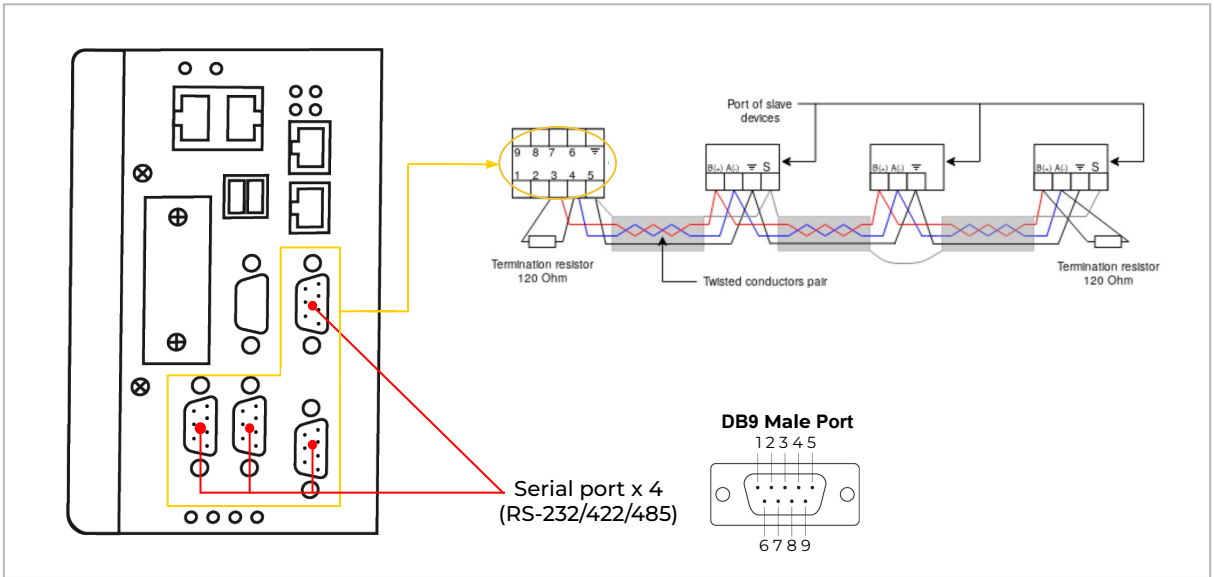 Port of slave
devices
9 8 7 6
1 2 3 4 5
B(+) A(-) S
B(+) A(-)
B(+) A(-) S
Termination resistor
120 Ohm
Twisted conductors pair
Termination resistor
120 Ohm
DB9 Male Port
1 2 3 4 5
6 7 8 9
Serial port x 4
(RS-232/422/485)